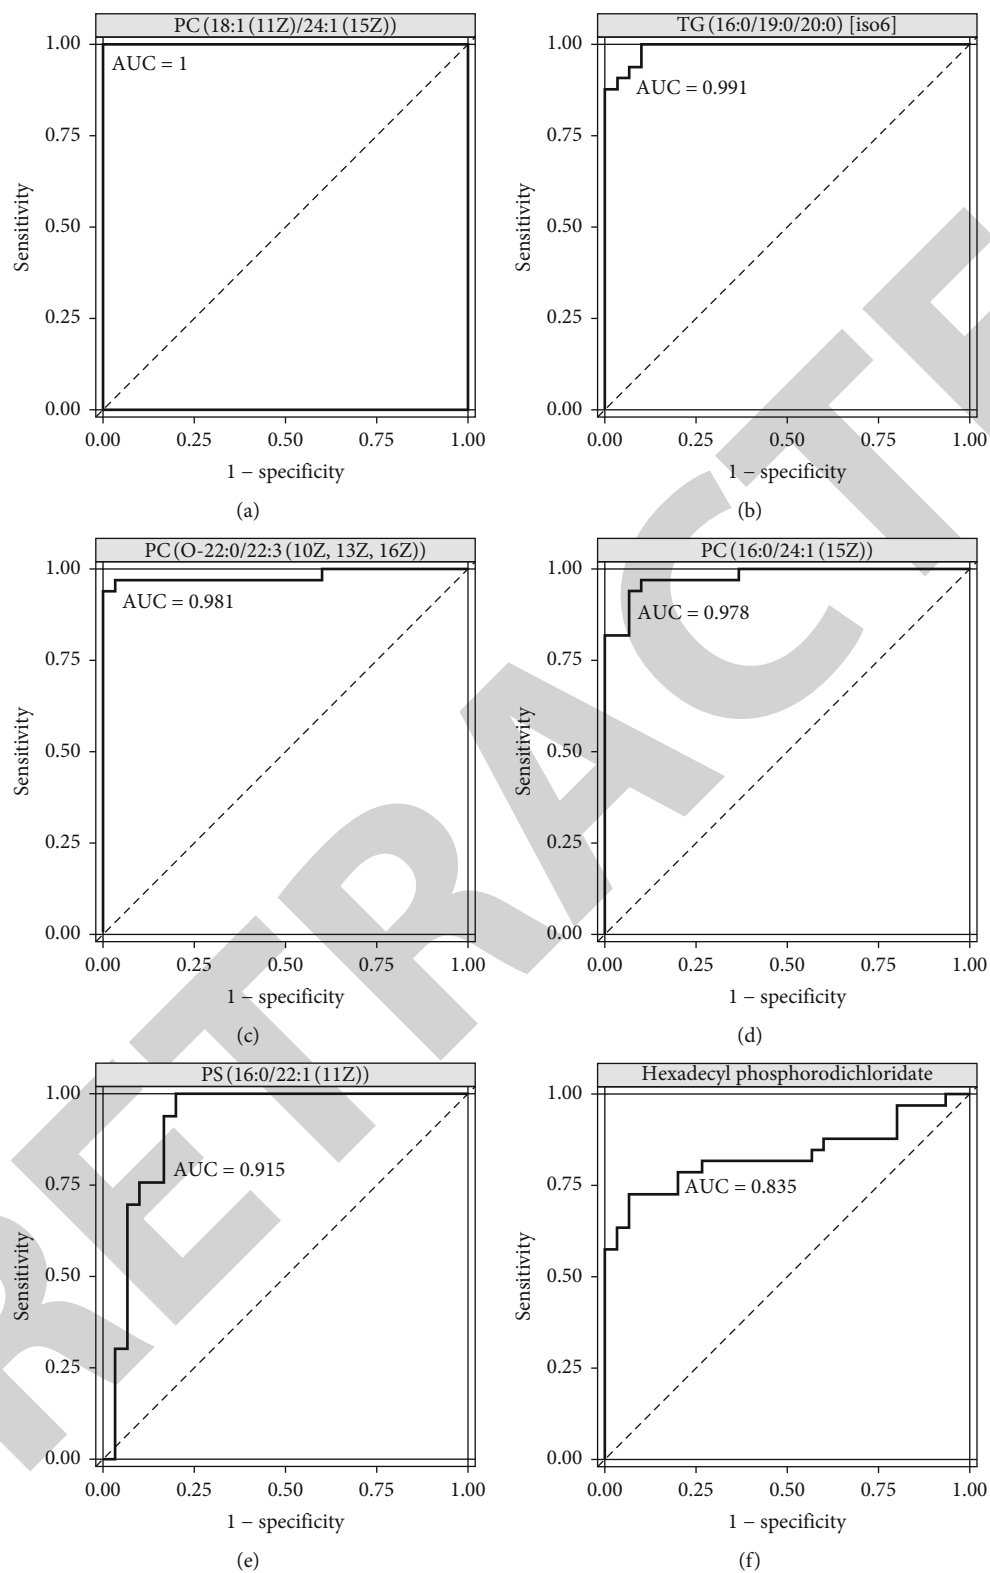 PC (18:1 (11Z)/24:1 (15Z))
AUC = 1
1.00
0.75
0.50
0.25
0.00
Sensitivity
0.00 0.25 0.50 0.75 1.00
1 − specificity
(a)
TG (16:0/19:0/20:0) [iso6]
AUC = 0.991
1.00
0.75
0.50
0.25
0.00
Sensitivity
0.00 0.25 0.50 0.75 1.00
1 − specificity
(b)
PC (O-22:0/22:3 (10Z, 13Z, 16Z))
AUC = 0.981
1.00
0.75
0.50
0.25
0.00
Sensitivity
0.00 0.25 0.50 0.75 1.00
1 − specificity
(c)
PC (16:0/24:1 (15Z))
AUC = 0.978
1.00
0.75
0.50
0.25
0.00
Sensitivity
0.00 0.25 0.50 0.75 1.00
1 − specificity
(d)
PS (16:0/22:1 (11Z))
AUC = 0.915
1.00
0.75
0.50
0.25
0.00
Sensitivity
0.00 0.25 0.50 0.75 1.00
1 − specificity
(e)
Hexadecyl phosphorodichloridate
AUC = 0.835
1.00
0.75
0.50
0.25
0.00
Sensitivity
0.00 0.25 0.50 0.75 1.00
1 − specificity
(f)
RETRACTE